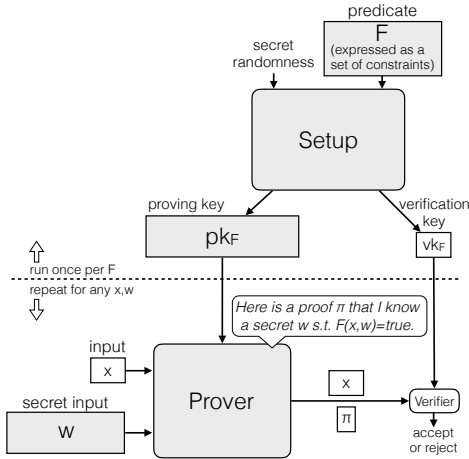 predicate
F
(expressed as a
set of constraints)
secret
randomness
Setup
proving key
pkF
verification
key
vkF
run once per F
repeat for any x,w
Here is a proof π that I know
a secret w s.t. F(x,w)=true.
input
x
secret input
w
Prover
x
π
Verifier
accept
or reject